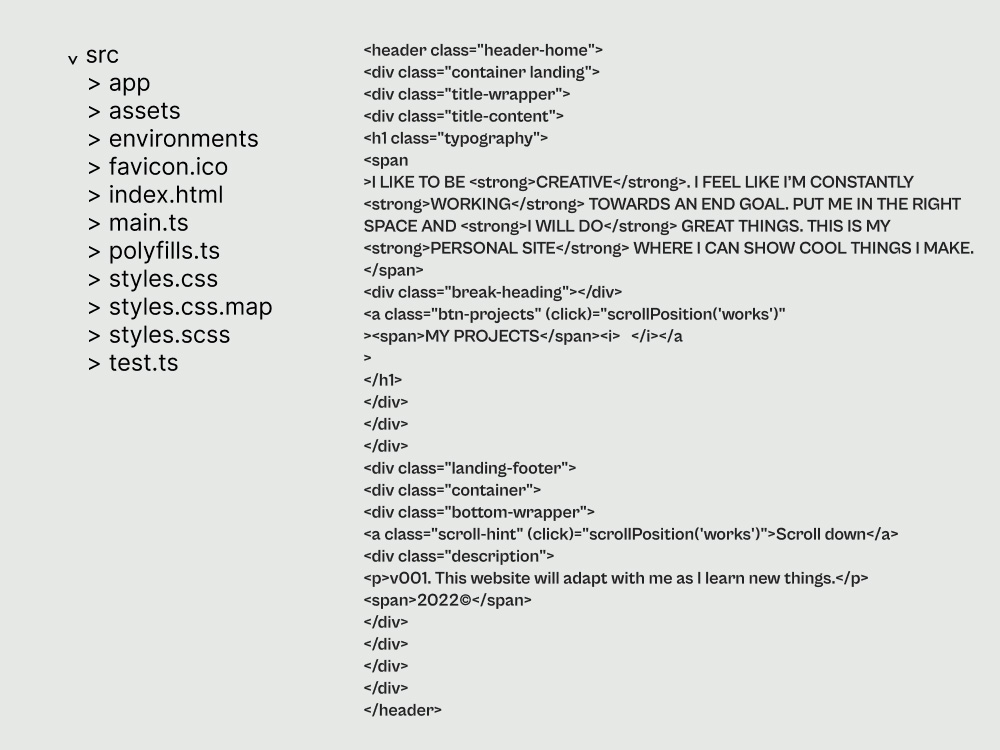 v src
> app
> assets
> environments
> favicon.ico
> index.html
> main.ts
> polyfills.ts
> styles.css
> styles.css.map
> styles.scss
> test.ts
<header class="header-home">
<div class="container landing">
<div class="title-wrapper">
<div class="title-content">
<h1 class="typography">
<span
>I LIKE TO BE <strong>CREATIVE</strong>. I FEEL LIKE I'M CONSTANTLY
<strong>WORKING</strong> TOWARDS AN END GOAL. PUT ME IN THE RIGHT
SPACE AND <strong>I WILL DO</strong> GREAT THINGS. THIS IS MY
<strong>PERSONAL SITE</strong> WHERE I CAN SHOW COOL THINGS I MAKE.
</span>
<div class="break-heading"></div>
<a class="btn-projects" (click)="scrollPosition('works')"
><span>MY PROJECTS</span><i>  </i></a
>
</h1>
</div>
</div>
</div>
<div class="landing-footer">
<div class="container">
<div class="bottom-wrapper">
<a class="scroll-hint" (click)="scrollPosition('works')">Scroll down</a>
<div class="description">
<p>v001. This website will adapt with me as I learn new things.</p>
<span>2022©</span>
</div>
</div>
</div>
</div>
</header>